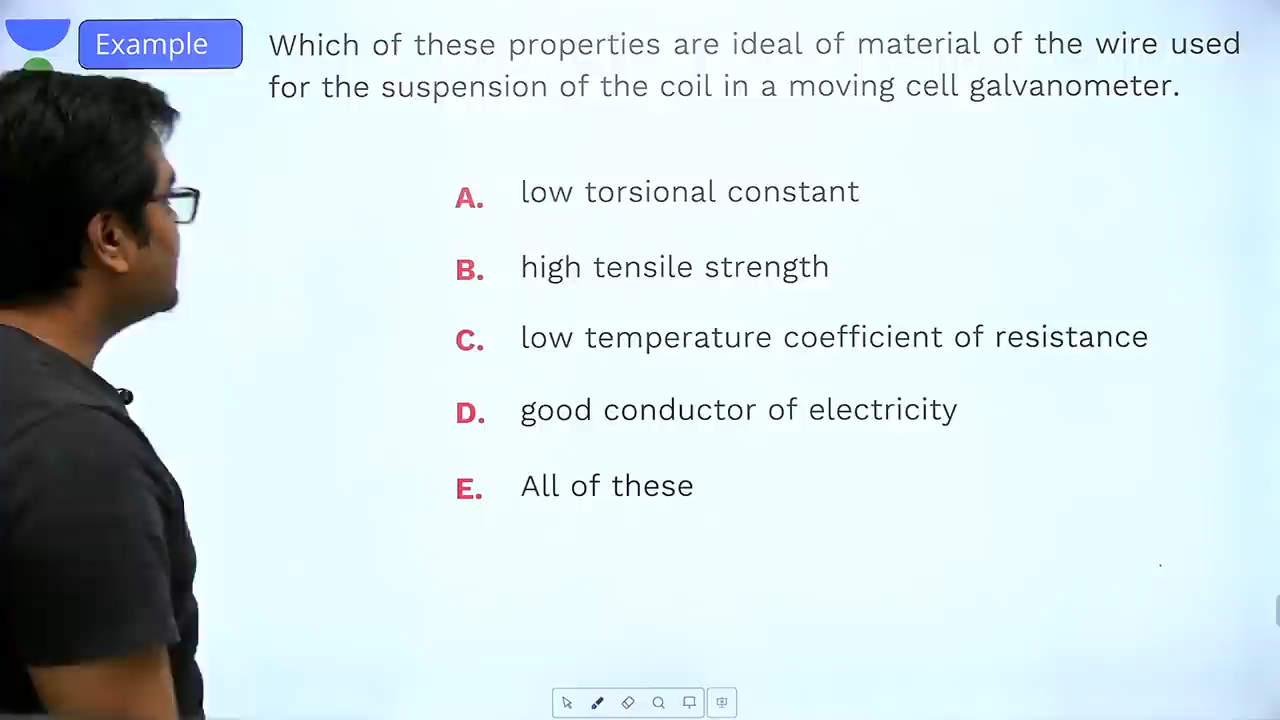 Example
Which of these properties are ideal of material of the wire used
for the suspension of the coil in a moving cell galvanometer.
A. low torsional constant
B. high tensile strength
C. low temperature coefficient of resistance
D. good conductor of electricity
E. All of these